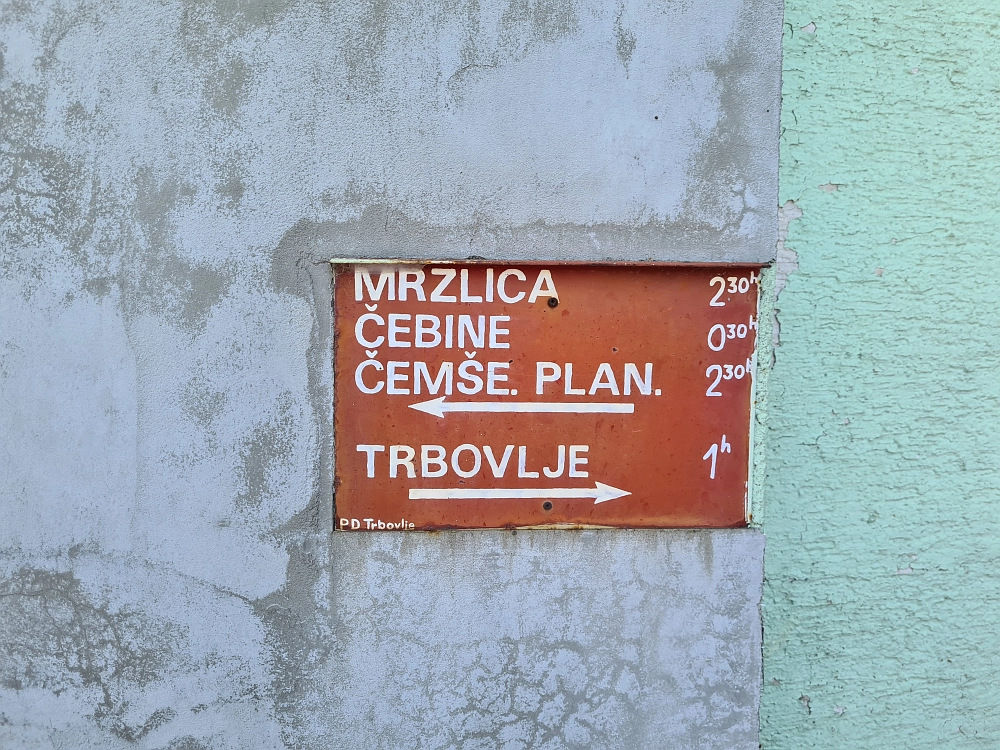 MRZLICA 2³⁰ʰ
ČEBINE 0³⁰ʰ
ČEMŠE. PLAN. 2³⁰ʰ
TRBOVLJE 1ʰ
PD Trbovlje